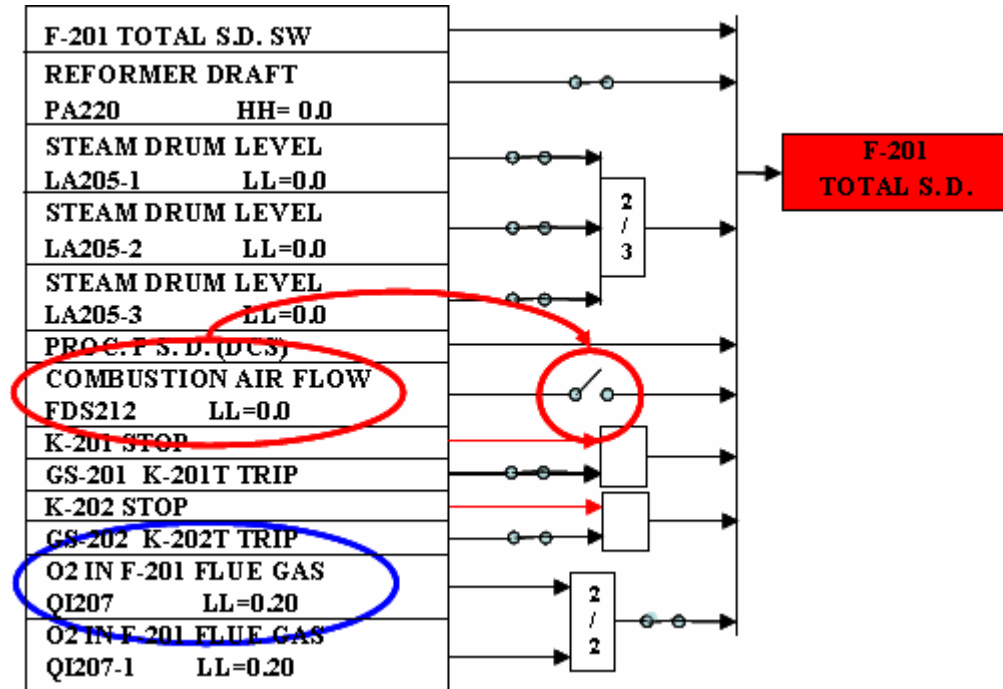 F-201 TOTAL S.D. SW
REFORMER DRAFT
PA220 HH= 0.0
STEAM DRUM LEVEL
LA205-1 LL=0.0
STEAM DRUM LEVEL
LA205-2 LL=0.0
STEAM DRUM LEVEL
LA205-3 LL=0.0
PROC. F S. D. (DCS)
COMBUSTION AIR FLOW
FDS212 LL=0.0
K-201 STOP
GS-201 K-201T TRIP
K-202 STOP
GS-202 K-202T TRIP
O2 IN F-201 FLUE GAS
QI207 LL=0.20
O2 IN F-201 FLUE GAS
QI207-1 LL=0.20
2
/
3
2
/
2
F-201
TOTAL S. D.